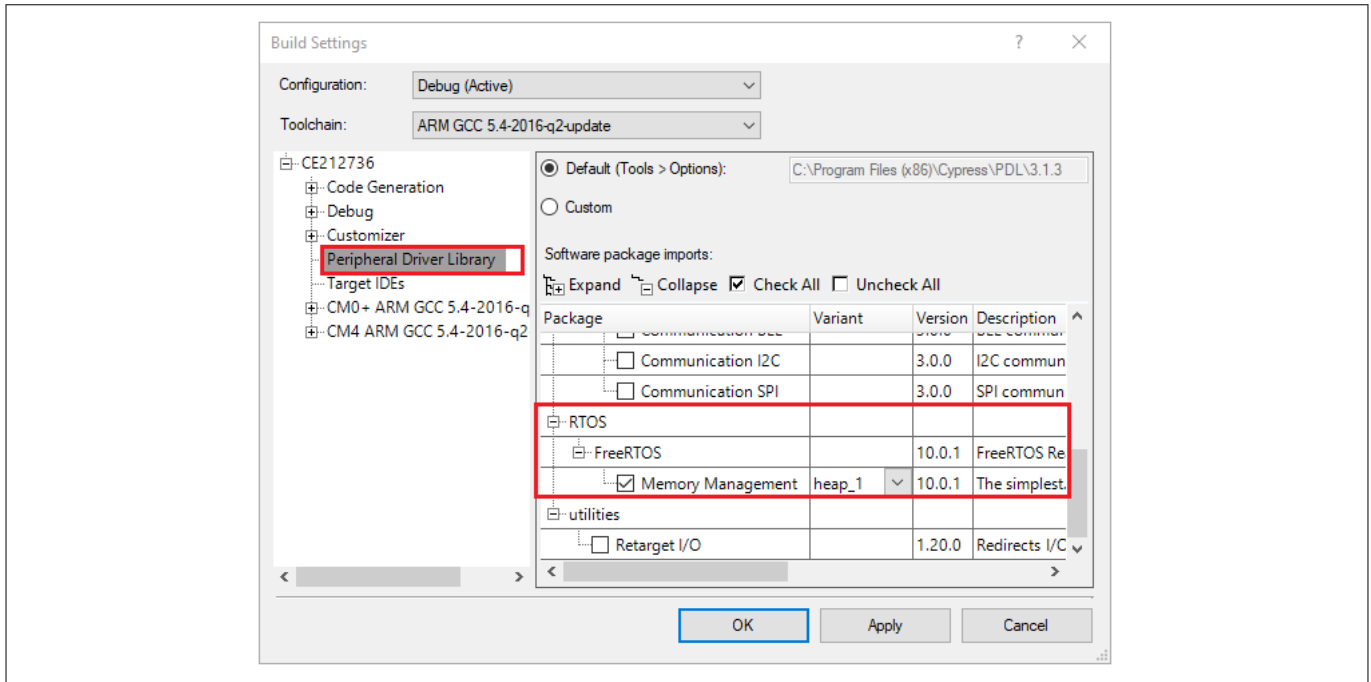 Build Settings
Configuration: Debug (Active)
Toolchain: ARM GCC 5.4-2016-q2-update
CE212736
Code Generation
Debug
Customizer
Peripheral Driver Library
Target IDEs
CM0+ ARM GCC 5.4-2016-q
CM4 ARM GCC 5.4-2016-q2
Default (Tools > Options): C:\Program Files (x86)\Cypress\PDL\3.1.3
Custom
Software package imports:
Expand Collapse Check All Uncheck All
Package Variant Version Description
Communication I2C 3.0.0 I2C commun
Communication SPI 3.0.0 SPI commun
RTOS
FreeRTOS 10.0.1 FreeRTOS Re
Memory Management heap_1 10.0.1 The simplest.
utilities
Retarget I/O 1.20.0 Redirects I/O
OK Apply Cancel